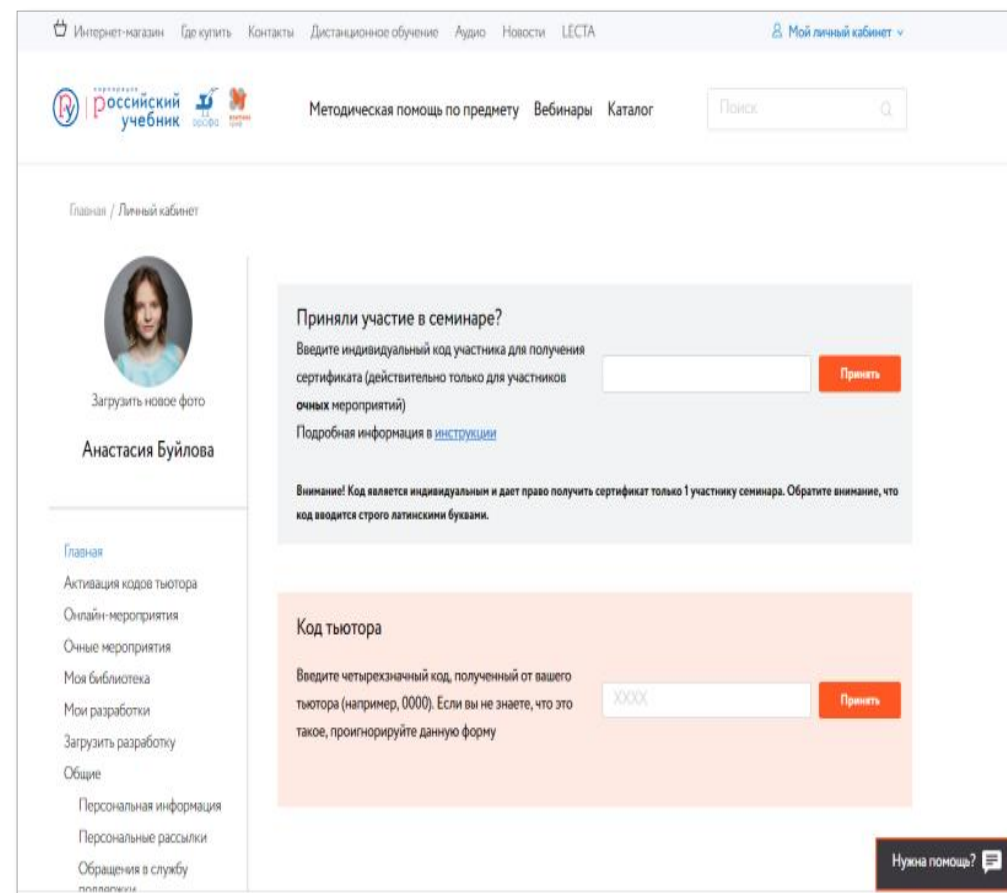 Интернет-магазин Где купить Контакты Дистанционное обучение Аудио Новости LECTA Мой личный кабинет
корпорация
российский
учебник
дрофа
Методическая помощь по предмету Вебинары Каталог Поиск
Главная / Личный кабинет
Загрузить новое фото
Анастасия Буйлова
Приняли участие в семинаре?
Введите индивидуальный код участника для получения
сертификата (действительно только для участников
очных мероприятий)
Подробная информация в инструкции
Принять
Внимание! Код является индивидуальным и дает право получить сертификат только 1 участнику семинара. Обратите внимание, что
код вводится строго латинскими буквами.
Главная
Активация кодов тьютора
Онлайн-мероприятия
Очные мероприятия
Моя библиотека
Мои разработки
Загрузить разработку
Общие
Персональная информация
Персональные рассылки
Обращения в службу
поддержки
Код тьютора
Введите четырехзначный код, полученный от вашего
тьютора (например, 0000). Если вы не знаете, что это
такое, проигнорируйте данную форму
XXXX
Принять
Нужна помощь?